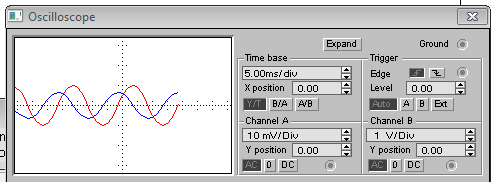 Oscilloscope
Expand Ground
Time base Trigger
5.00ms/div Edge
X position 0.00 Level 0.00
Y/T B/A A/B Auto A B Ext
Channel A Channel B
10 mV/Div 1 V/Div
Y position 0.00 Y position 0.00
AC 0 DC AC 0 DC